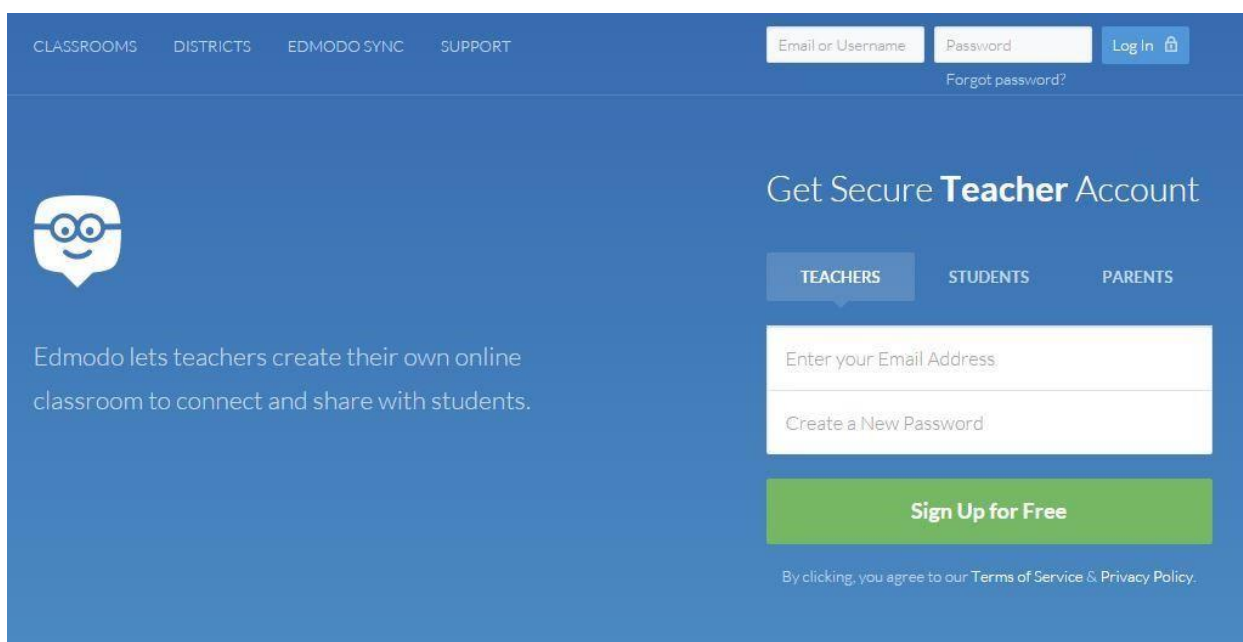 CLASSROOMS DISTRICTS EDMODO SYNC SUPPORT
Email or Username Password Log In
Forgot password?
Get Secure Teacher Account
TEACHERS STUDENTS PARENTS
Edmodo lets teachers create their own online
classroom to connect and share with students.
Enter your Email Address
Create a New Password
Sign Up for Free
By clicking, you agree to our Terms of Service & Privacy Policy.